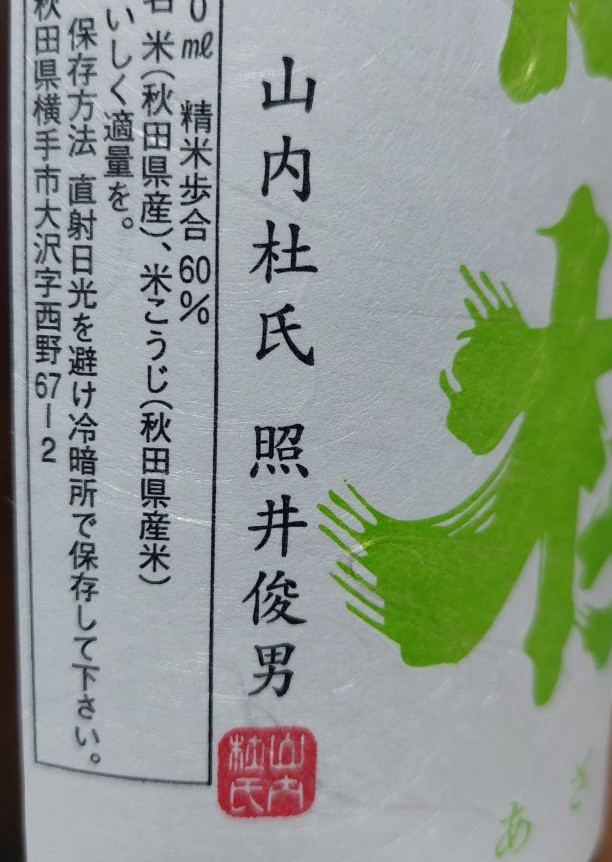 あ
山内杜氏 照井俊男
山内
杜氏
0ml 精米歩合60%
米(秋田県産)、米こうじ(秋田県産米)
いしく適量を。
保存方法 直射日光を避け冷暗所で保存して下さい。
秋田県横手市大沢字西野67-2